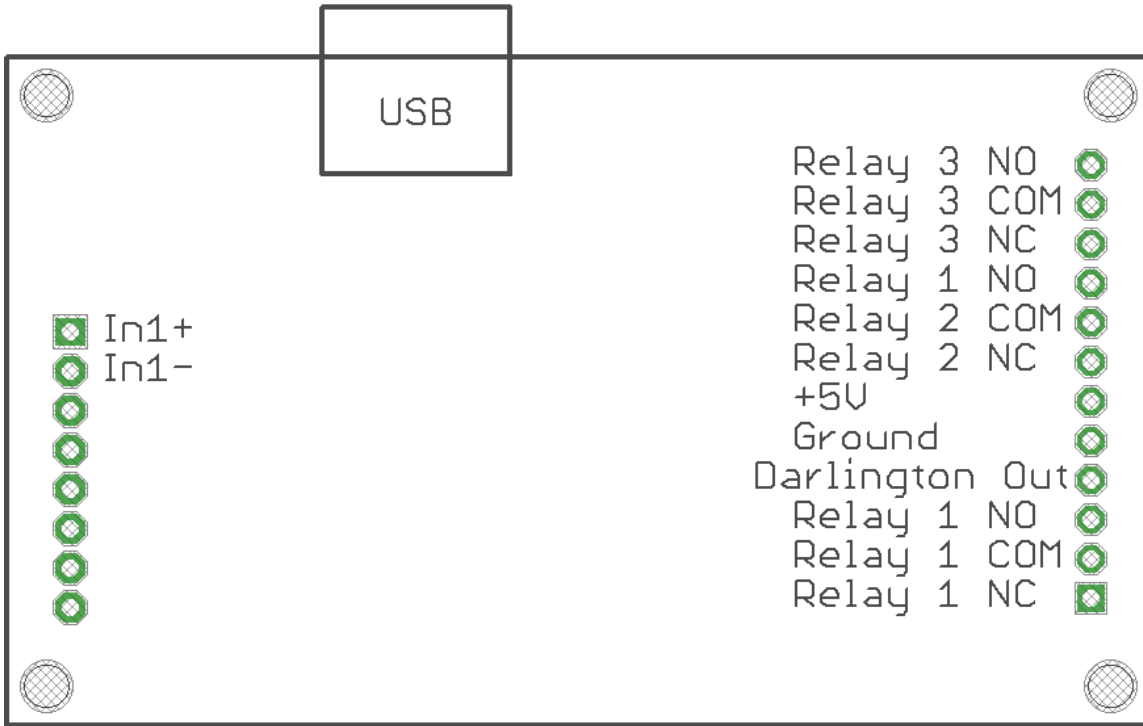 USB
In1+
In1-
Relay 3 NO
Relay 3 COM
Relay 3 NC
Relay 1 NO
Relay 2 COM
Relay 2 NC
+5V
Ground
Darlington Out
Relay 1 NO
Relay 1 COM
Relay 1 NC